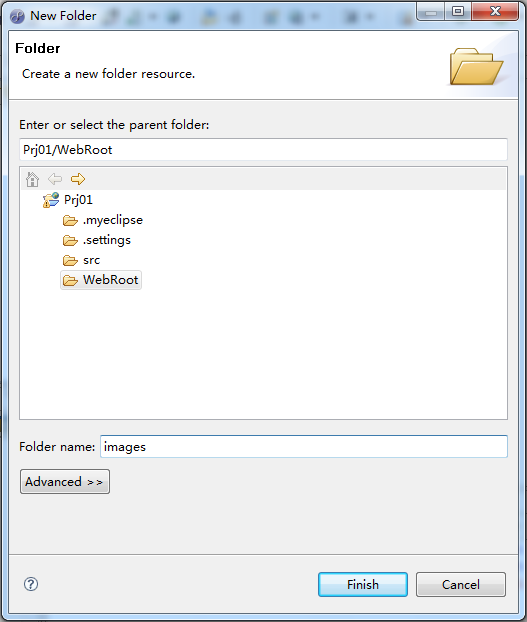 New Folder
Folder
Create a new folder resource.
Enter or select the parent folder:
Prj01/WebRoot
Prj01
.myeclipse
.settings
src
WebRoot
Folder name: images
Advanced >>
Finish Cancel